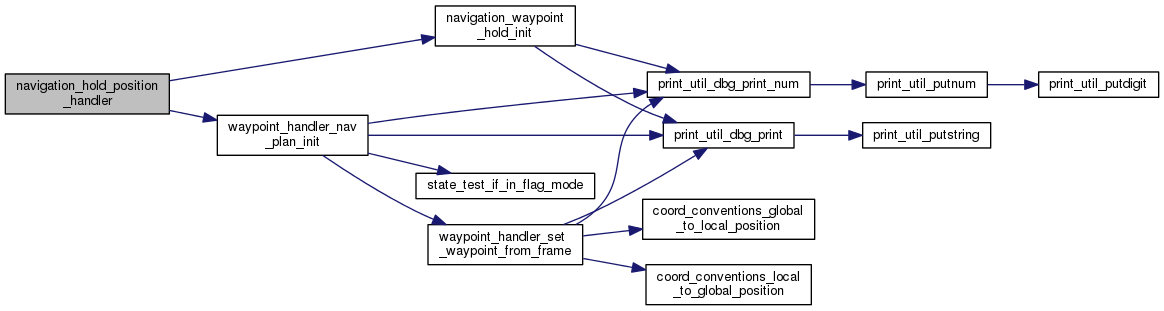 navigation_waypoint
_hold_init
navigation_hold_position
_handler
print_util_dbg_print_num
print_util_putnum
print_util_putdigit
waypoint_handler_nav
_plan_init
print_util_dbg_print
print_util_putstring
state_test_if_in_flag_mode
coord_conventions_global
_to_local_position
waypoint_handler_set
_waypoint_from_frame
coord_conventions_local
_to_global_position